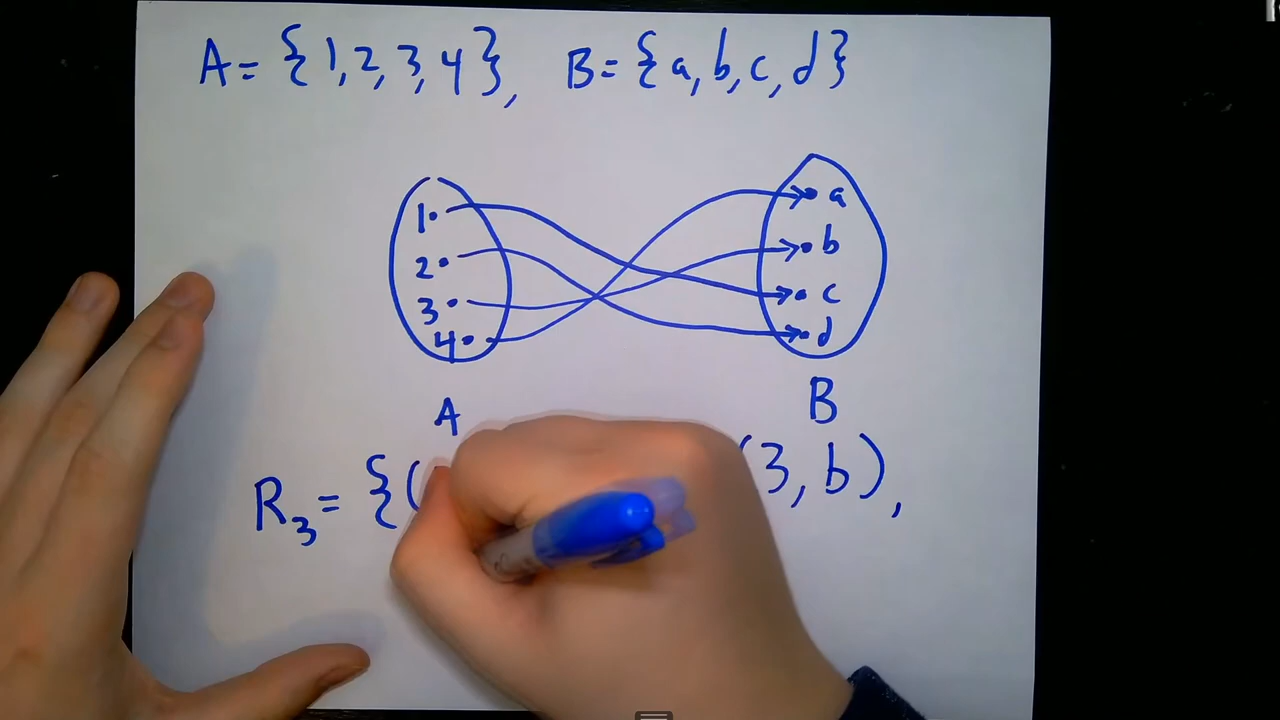 A = {1, 2, 3, 4}, B = {a, b, c, d}
1 a
2 b
3 c
4 d
A B
R3 = {( (3, b),